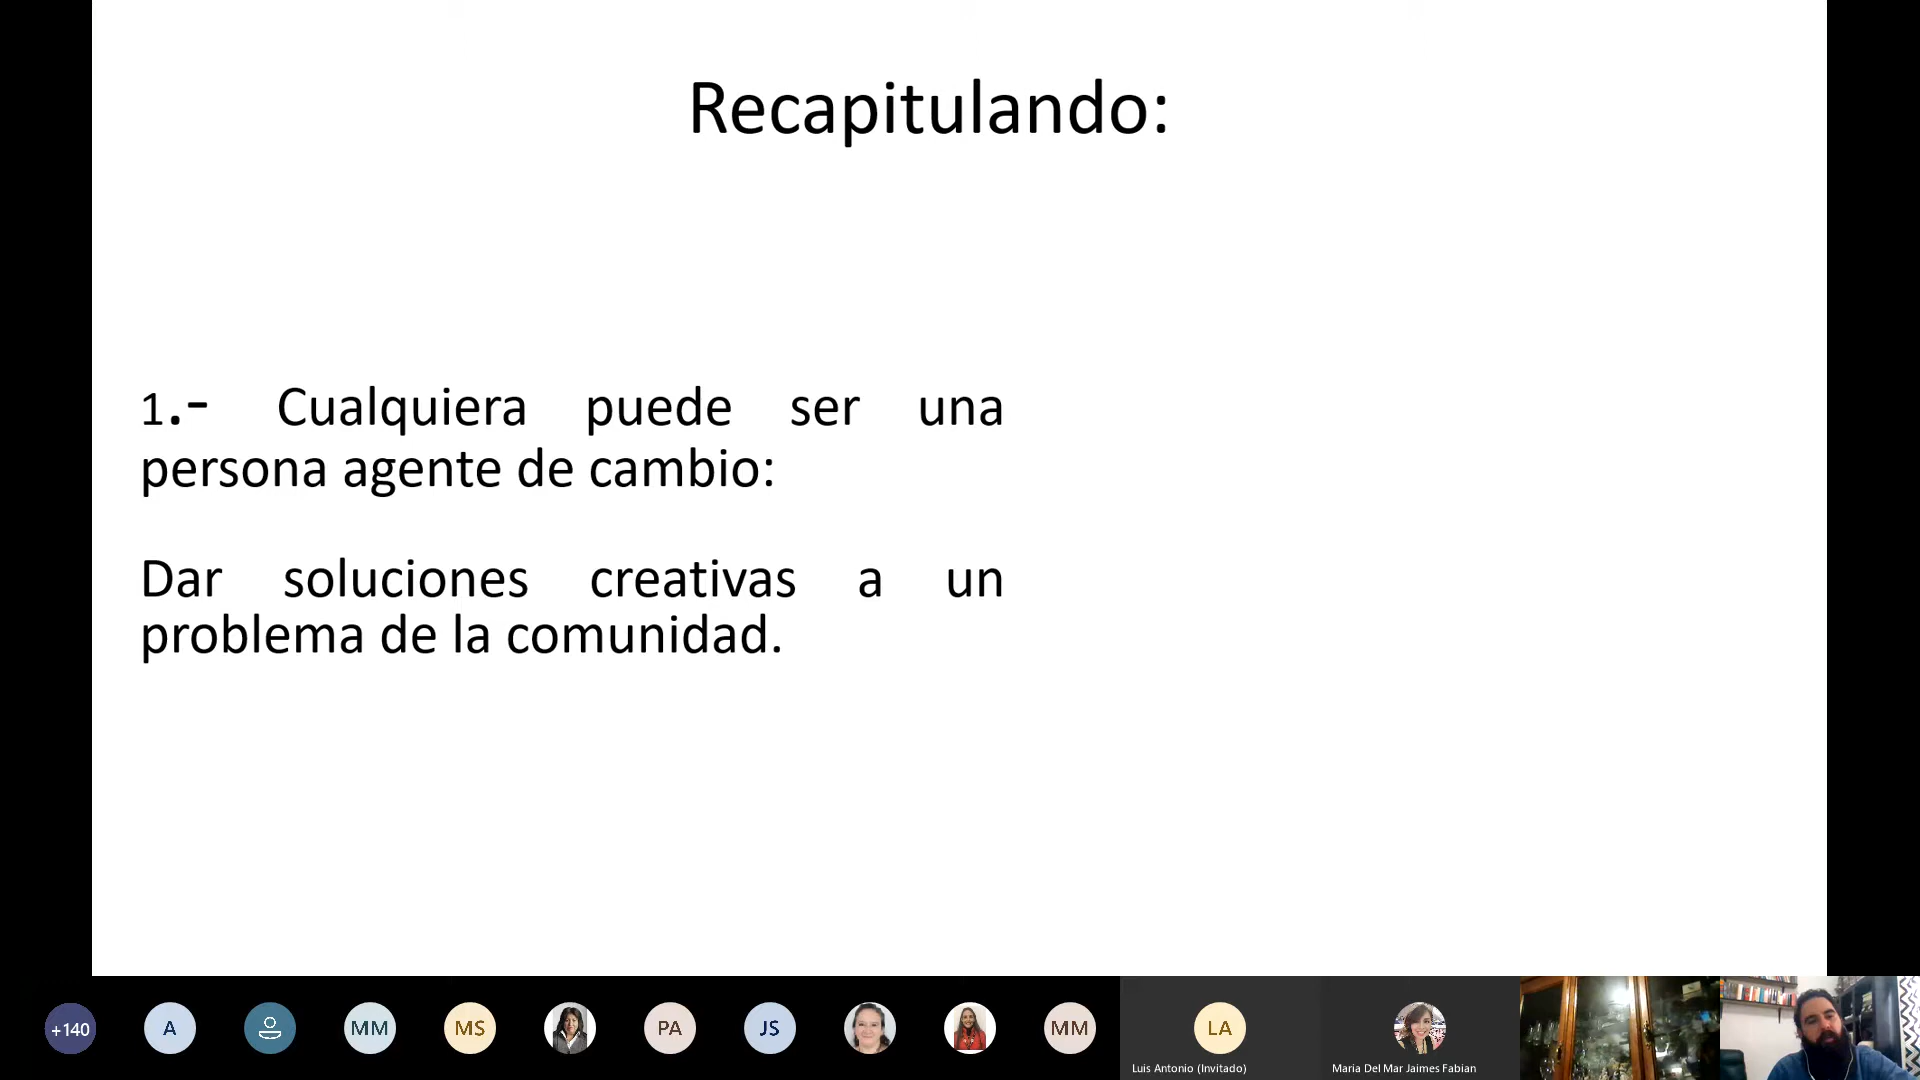 Recapitulando:
1.- Cualquiera puede ser una
persona agente de cambio:
Dar soluciones creativas a un
problema de la comunidad.
+140
A
MM
MS
PA
JS
MM
LA
Luis Antonio (Invitado)
Maria Del Mar Jaimes Fabian